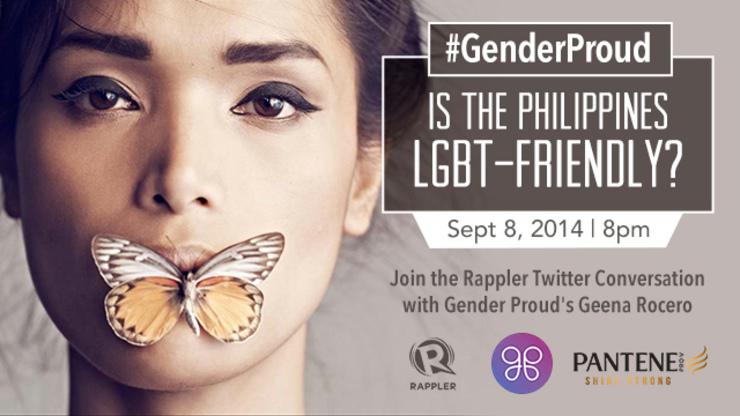 #GenderProud
IS THE PHILIPPINES
LGBT-FRIENDLY?
Sept 8, 2014 | 8pm
Join the Rappler Twitter Conversation
with Gender Proud's Geena Rocero
RAPPLER
PANTENE PRO-V
SHINE STRONG